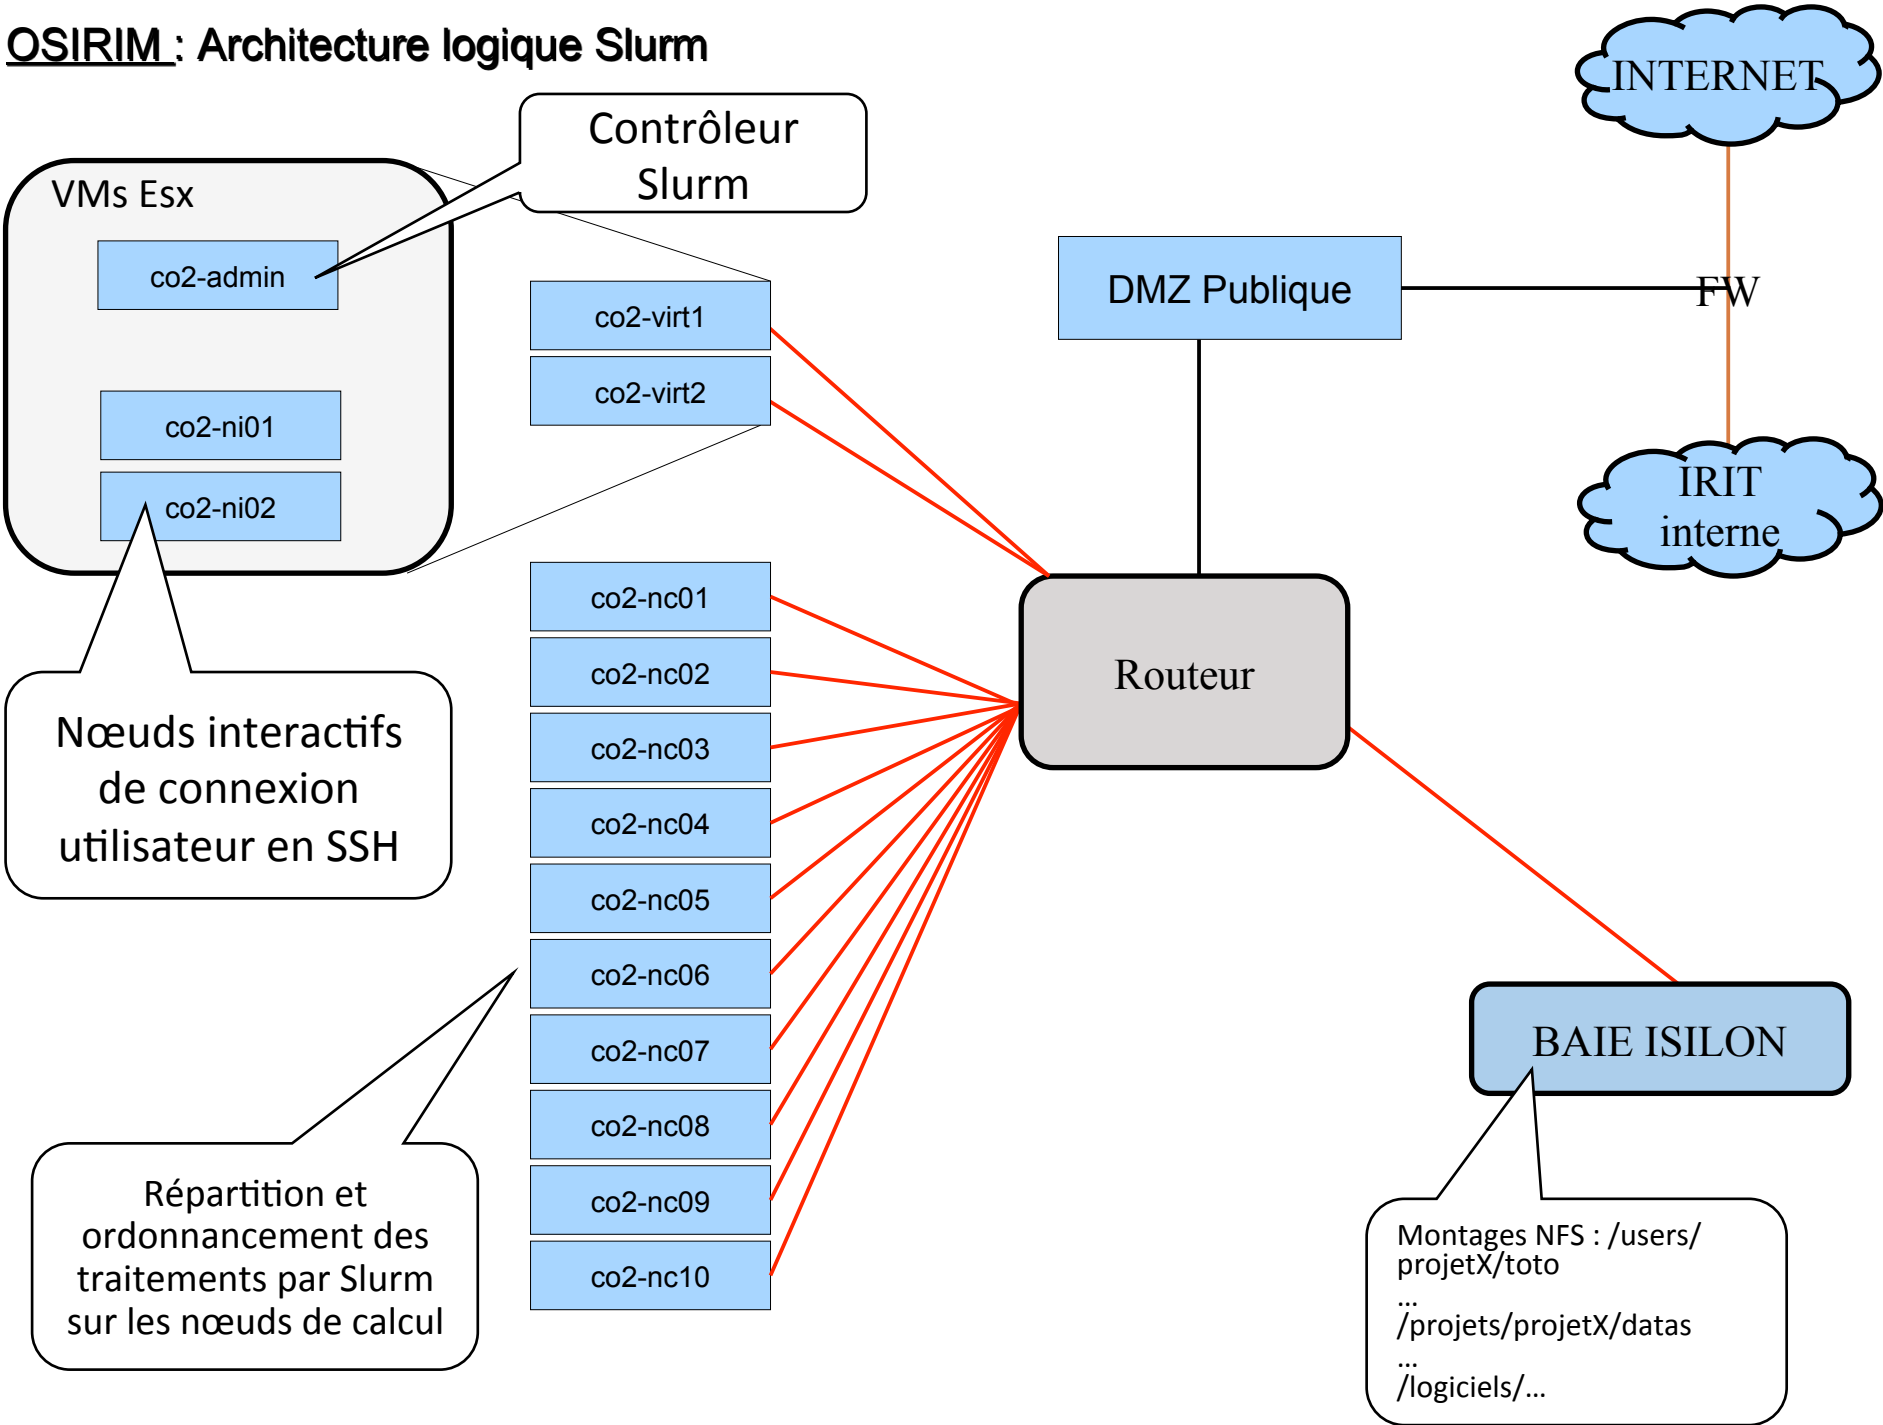 OSIRIM : Architecture logique Slurm
INTERNET
Contrôleur
Slurm
VMs Esx
co2-admin
co2-ni01
co2-ni02
co2-virt1
co2-virt2
DMZ Publique
FW
IRIT
interne
Routeur
Nœuds interactifs
de connexion
utilisateur en SSH
co2-nc01
co2-nc02
co2-nc03
co2-nc04
co2-nc05
co2-nc06
co2-nc07
co2-nc08
co2-nc09
co2-nc10
Répartition et
ordonnancement des
traitements par Slurm
sur les nœuds de calcul
BAIE ISILON
Montages NFS : /users/
projetX/toto
...
/projets/projetX/datas
...
/logiciels/...